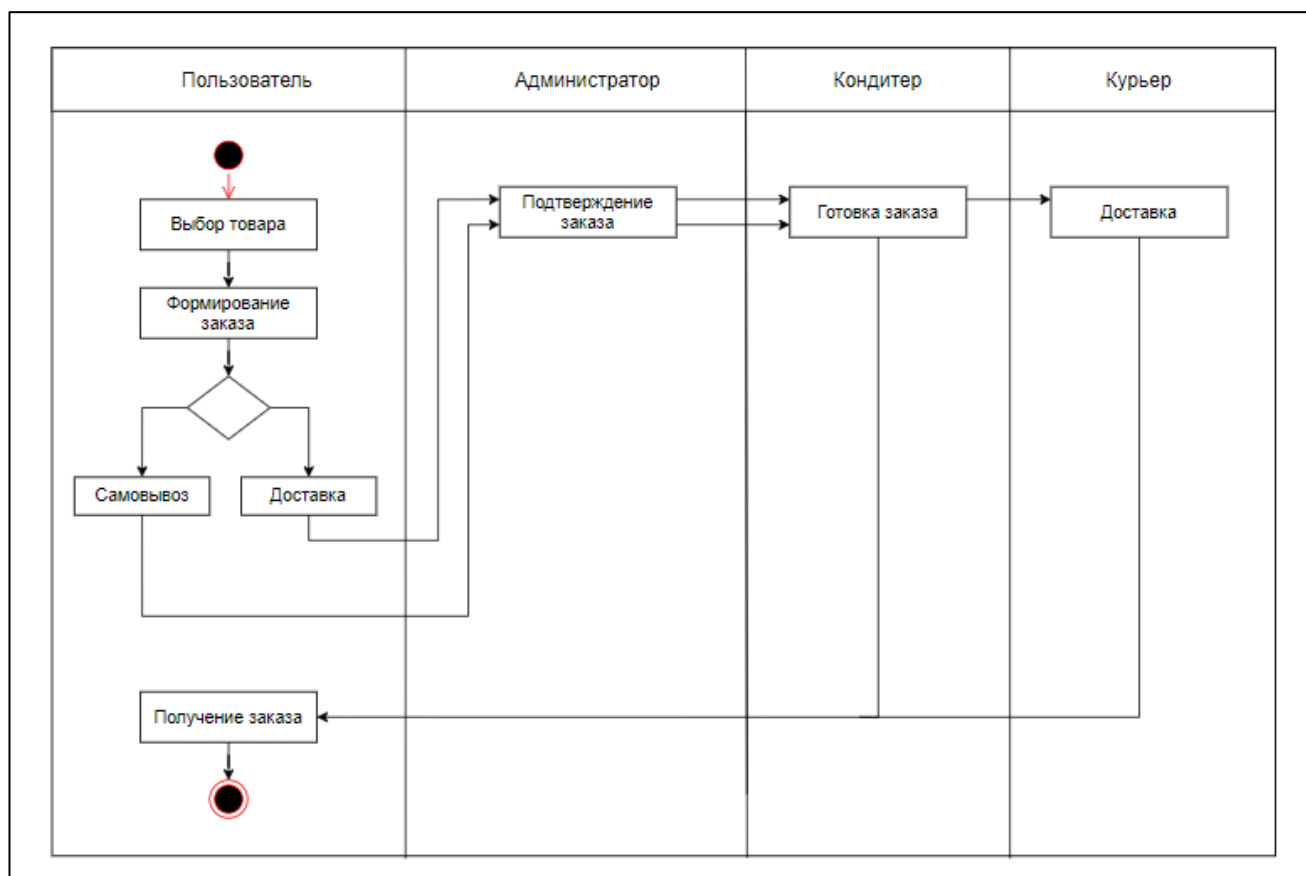 Пользователь
Администратор
Кондитер
Курьер
Выбор товара
Подтверждение
заказа
Готовка заказа
Доставка
Формирование
заказа
Самовывоз
Доставка
Получение заказа